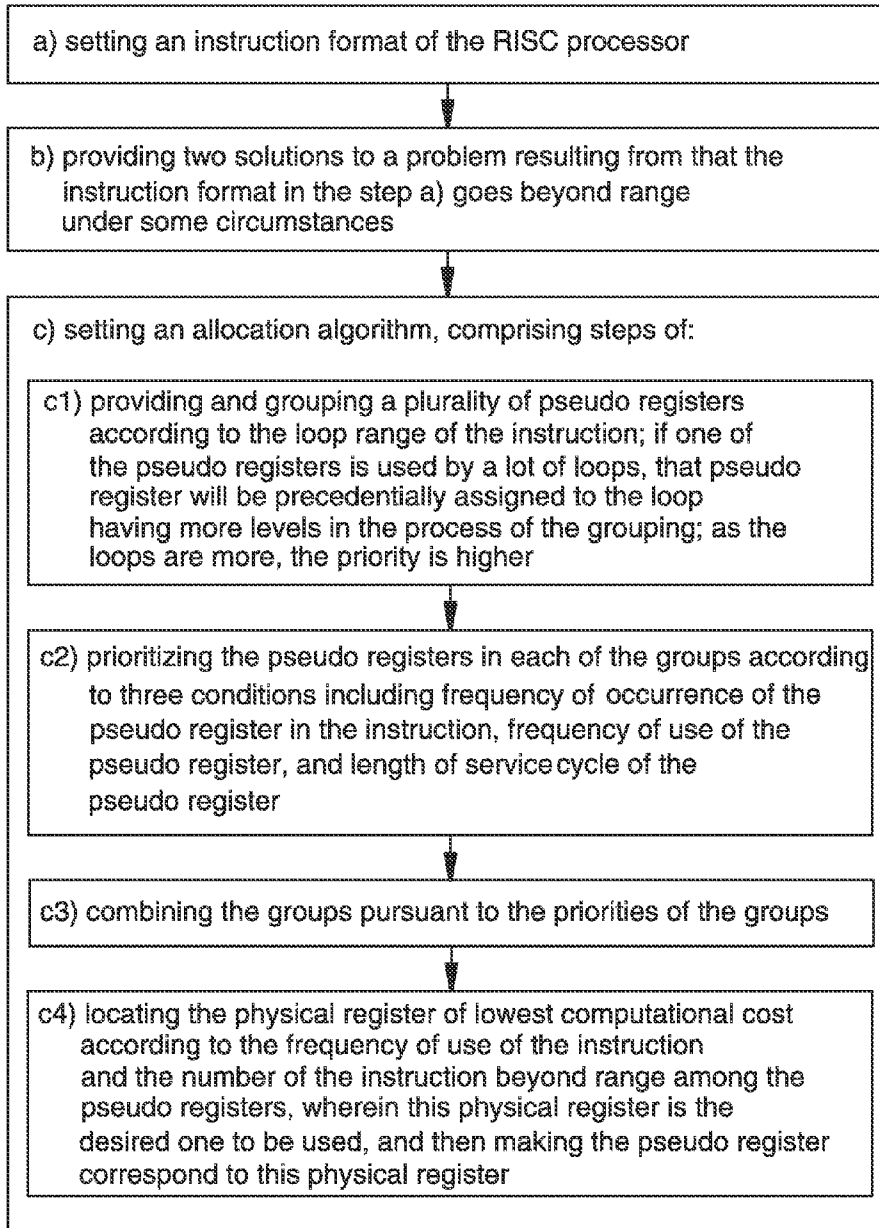 a) setting an instruction format of the RISC processor
b) providing two solutions to a problem resulting from that the
instruction format in the step a) goes beyond range
under some circumstances
c) setting an allocation algorithm, comprising steps of:
c1) providing and grouping a plurality of pseudo registers
according to the loop range of the instruction; if one of
the pseudo registers is used by a lot of loops, that pseudo
register will be precedentially assigned to the loop
having more levels in the process of the grouping; as the
loops are more, the priority is higher
c2) prioritizing the pseudo registers in each of the groups according
to three conditions including frequency of occurrence of the
pseudo register in the instruction, frequency of use of the
pseudo register, and length of service cycle of the
pseudo register
c3) combining the groups pursuant to the priorities of the groups
c4) locating the physical register of lowest computational cost
according to the frequency of use of the instruction
and the number of the instruction beyond range among the
pseudo registers, wherein this physical register is the
desired one to be used, and then making the pseudo register
correspond to this physical register